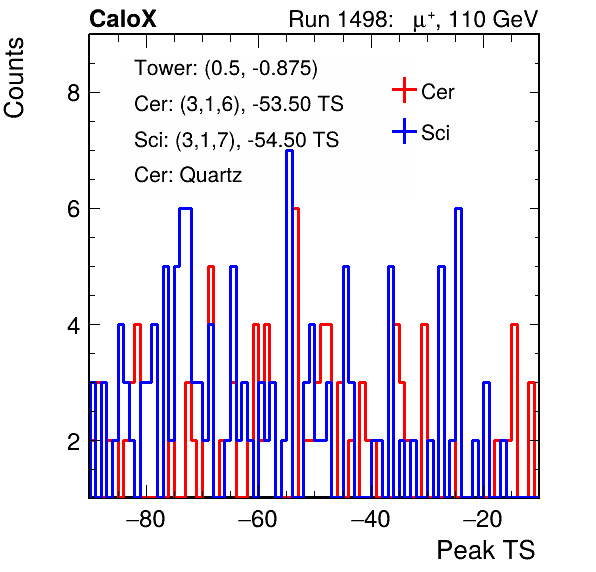 CaloX Run 1498: μ⁺, 110 GeV
Counts
Tower: (0.5, -0.875)
Cer: (3,1,6), -53.50 TS
Sci: (3,1,7), -54.50 TS
Cer: Quartz
Cer
Sci
8
6
4
2
−80 −60 −40 −20
Peak TS